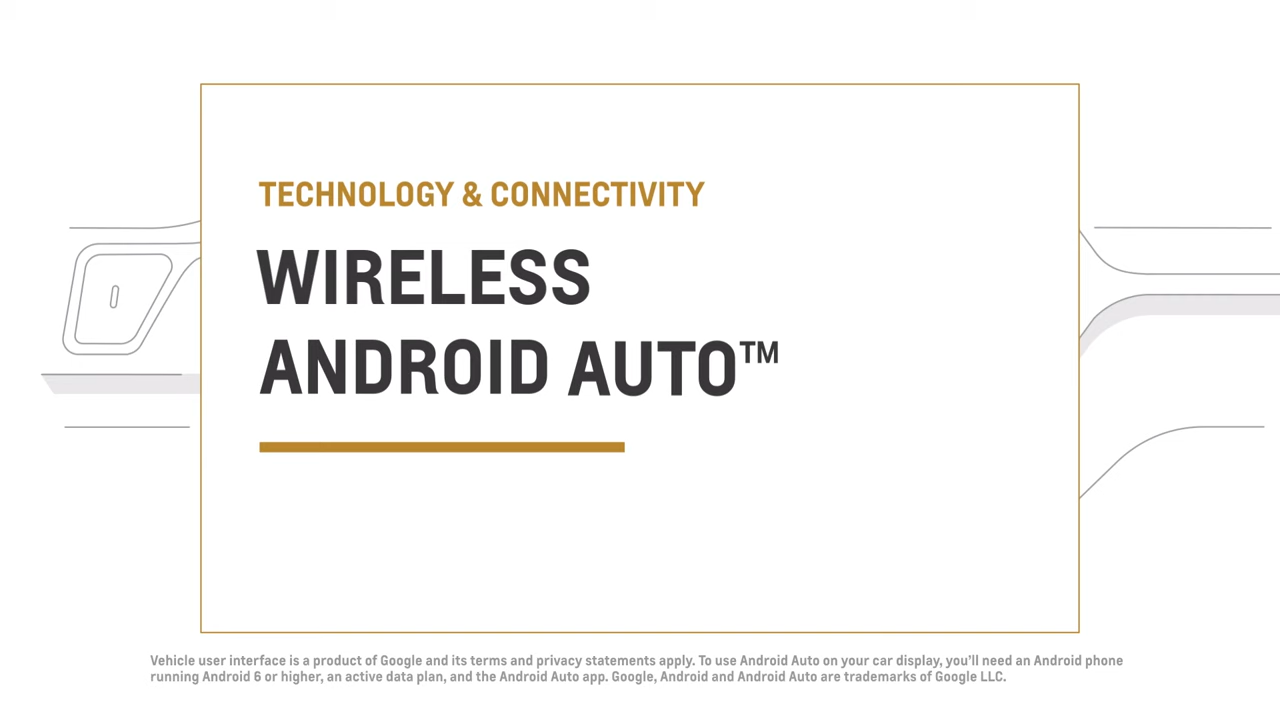 TECHNOLOGY & CONNECTIVITY
WIRELESS
ANDROID AUTO™
Vehicle user interface is a product of Google and its terms and privacy statements apply. To use Android Auto on your car display, you'll need an Android phone
running Android 6 or higher, an active data plan, and the Android Auto app. Google, Android and Android Auto are trademarks of Google LLC.